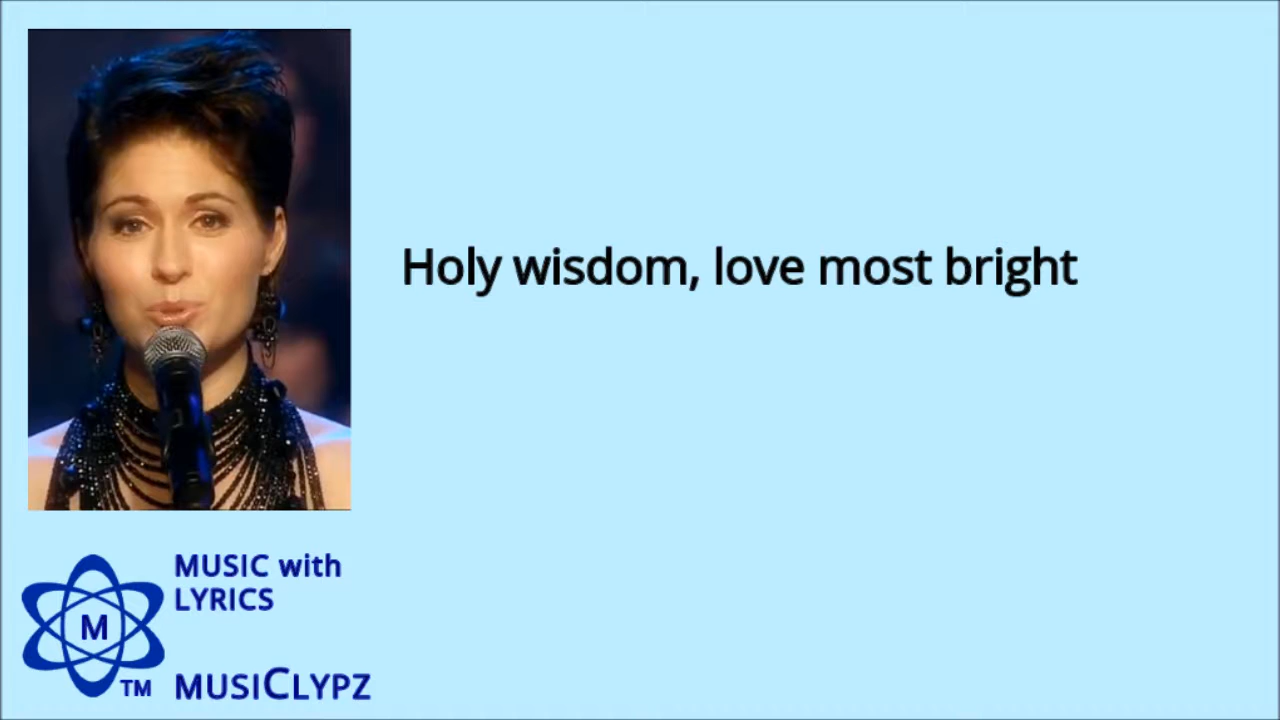 Holy wisdom, love most bright
MUSIC with
LYRICS
M
TM
MUSICLYPZ